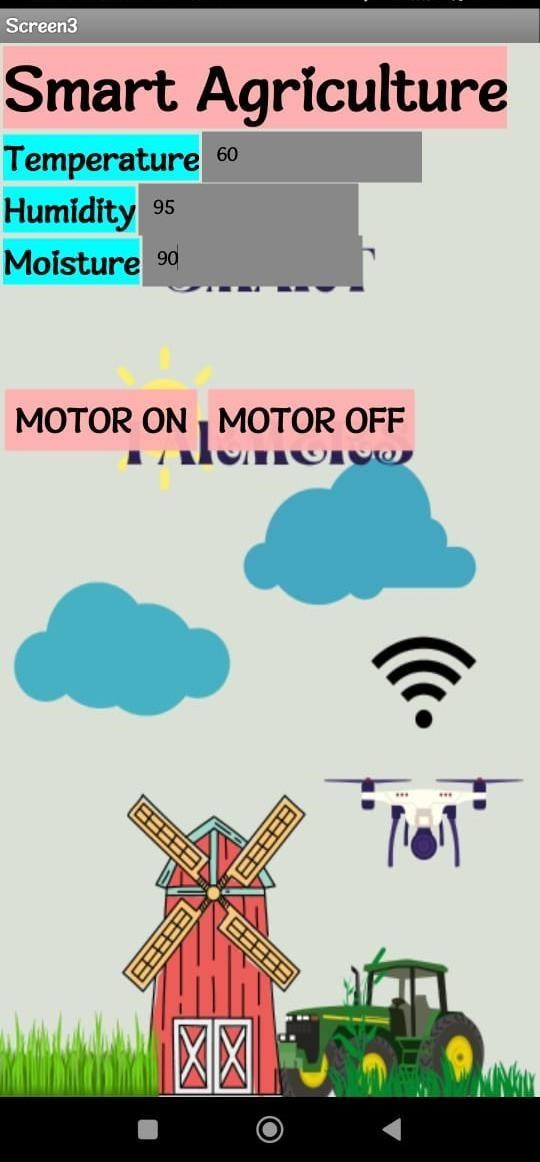 Screen3
Smart Agriculture
Temperature 60
Humidity 95
Moisture 90
MOTOR ON MOTOR OFF